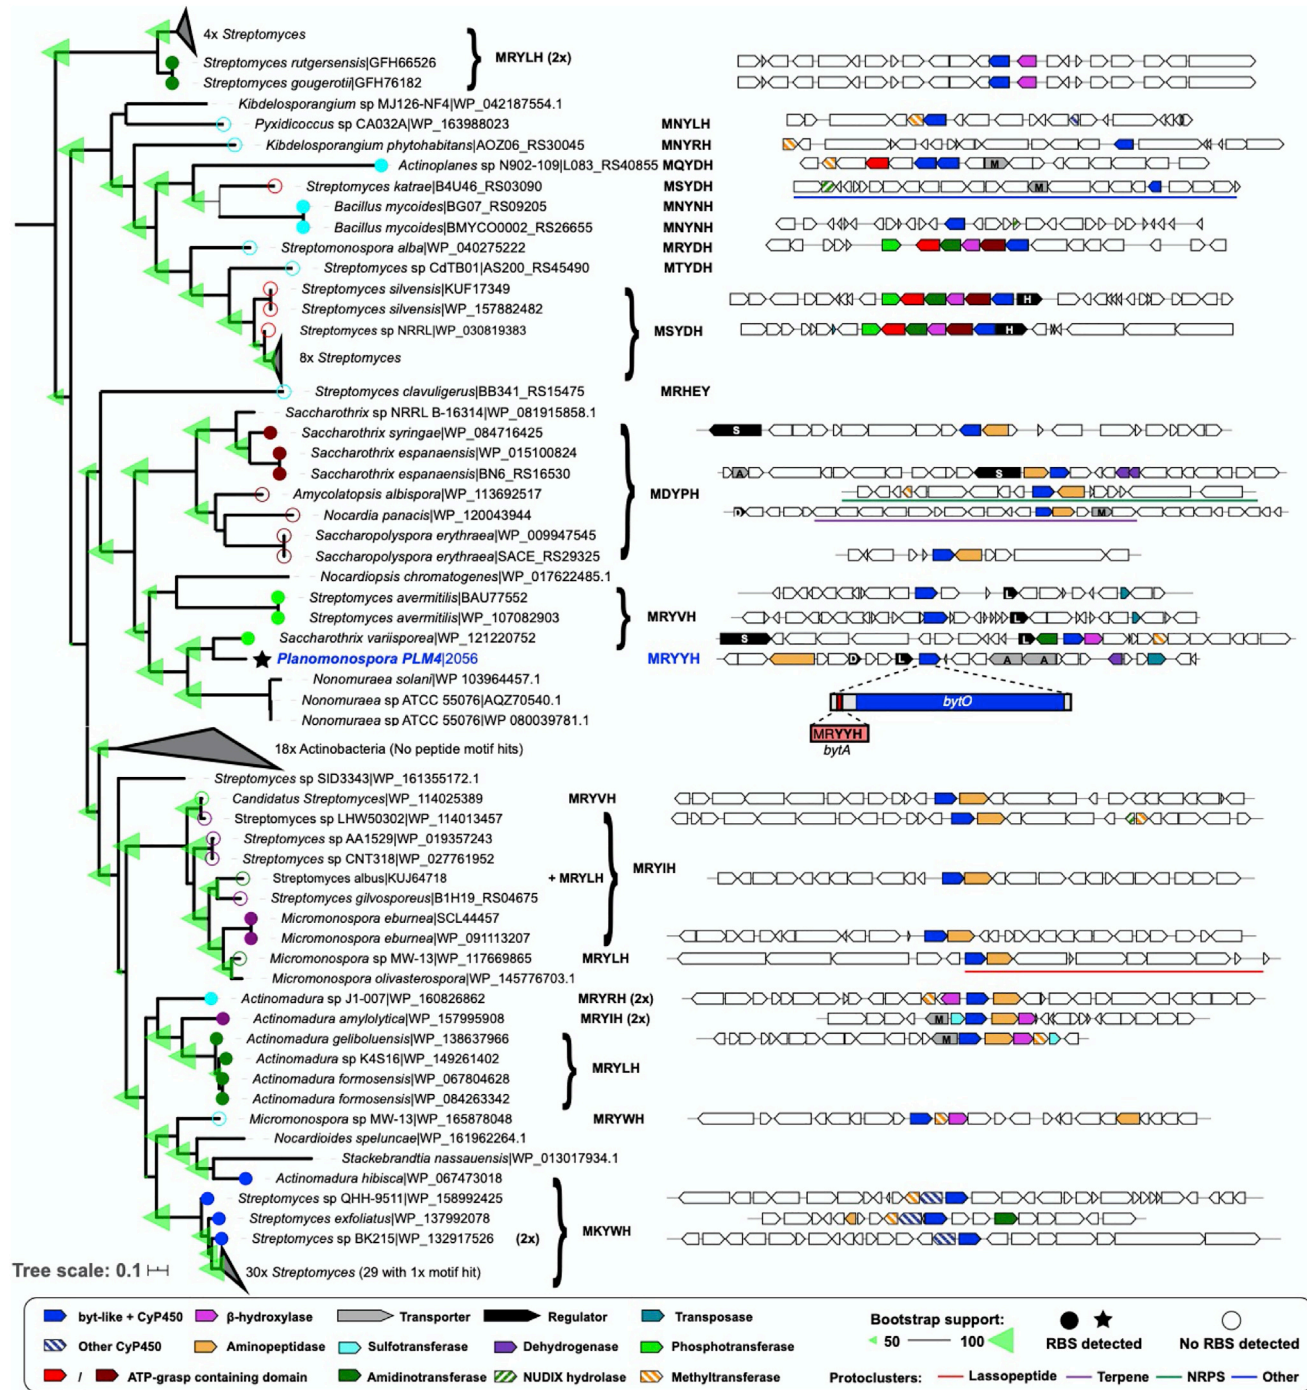 4x Streptomyces
Streptomyces rutgersensis|GFH66526
MRYLH (2x)
Streptomyces gougerotii|GFH76182
Kibdelosporangium sp MJ126-NF4|WP_042187554.1
Pyxidicoccus sp CA032A|WP_163988023 MNYLH
Kibdelosporangium phytohabitans|AOZ06_RS30045 MNYRH
Actinoplanes sp N902-109|L083_RS40855 MQYDH M
Streptomyces katrae|B4U46_RS03090 MSYDH M
Bacillus mycoides|BG07_RS09205 MNYNH
Bacillus mycoides|BMYCO0002_RS26655 MNYNH
Streptomonospora alba|WP_040275222 MRYDH
Streptomyces sp CdTB01|AS200_RS45490 MTYDH
Streptomyces silvensis|KUF17349 H
Streptomyces silvensis|WP_157882482
Streptomyces sp NRRL|WP_030819383 MSYDH H
8x Streptomyces
Streptomyces clavuligerus|BB341_RS15475 MRHEY
Saccharothrix sp NRRL B-16314|WP_081915858.1
Saccharothrix syringae|WP_084716425 S
Saccharothrix espanaensis|WP_015100824
Saccharothrix espanaensis|BN6_RS16530 A S
Amycolatopsis albispora|WP_113692517 MDYPH
Nocardia panacis|WP_120043944 D M
Saccharopolyspora erythraea|WP_009947545
Saccharopolyspora erythraea|SACE_RS29325
Nocardiopsis chromatogenes|WP_017622485.1
Streptomyces avermitilis|BAU77552 L
Streptomyces avermitilis|WP_107082903 MRYVH L
Saccharothrix variisporea|WP_121220752 S L
Planomonospora PLM4|2056 MRYYH D L A A
Nonomuraea solani|WP 103964457.1
Nonomuraea sp ATCC 55076|AQZ70540.1 bytO
Nonomuraea sp ATCC 55076|WP 080039781.1
MRYYH
bytA
18x Actinobacteria (No peptide motif hits)
Streptomyces sp SID3343|WP_161355172.1
Candidatus Streptomyces|WP_114025389 MRYVH
Streptomyces sp LHW50302|WP_114013457
Streptomyces sp AA1529|WP_019357243
Streptomyces sp CNT318|WP_027761952
MRYIH
Streptomyces albus|KUJ64718 + MRYLH
Streptomyces gilvosporeus|B1H19_RS04675
Micromonospora eburnea|SCL44457
Micromonospora eburnea|WP_091113207
Micromonospora sp MW-13|WP_117669865 MRYLH
Micromonospora olivasterospora|WP_145776703.1
Actinomadura sp J1-007|WP_160826862 MRYRH (2x)
Actinomadura amylolytica|WP_157995908 MRYIH (2x) M
Actinomadura geliboluensis|WP_138637966 M
Actinomadura sp K4S16|WP_149261402
MRYLH
Actinomadura formosensis|WP_067804628
Actinomadura formosensis|WP_084263342
Micromonospora sp MW-13|WP_165878048 MRYWH
Nocardioides speluncae|WP_161962264.1
Stackebrandtia nassauensis|WP_013017934.1
Actinomadura hibisca|WP_067473018
Streptomyces sp QHH-9511|WP_158992425
Streptomyces exfoliatus|WP_137992078
MKYWH
Streptomyces sp BK215|WP_132917526 (2x)
30x Streptomyces (29 with 1x motif hit)
Tree scale: 0.1
byt-like + CyP450 β-hydroxylase Transporter Regulator Transposase Bootstrap support:
Other CyP450 Aminopeptidase Sulfotransferase Dehydrogenase Phosphotransferase 50 100 RBS detected No RBS detected
/ ATP-grasp containing domain Amidinotransferase NUDIX hydrolase Methyltransferase Protoclusters: Lassopeptide Terpene NRPS Other